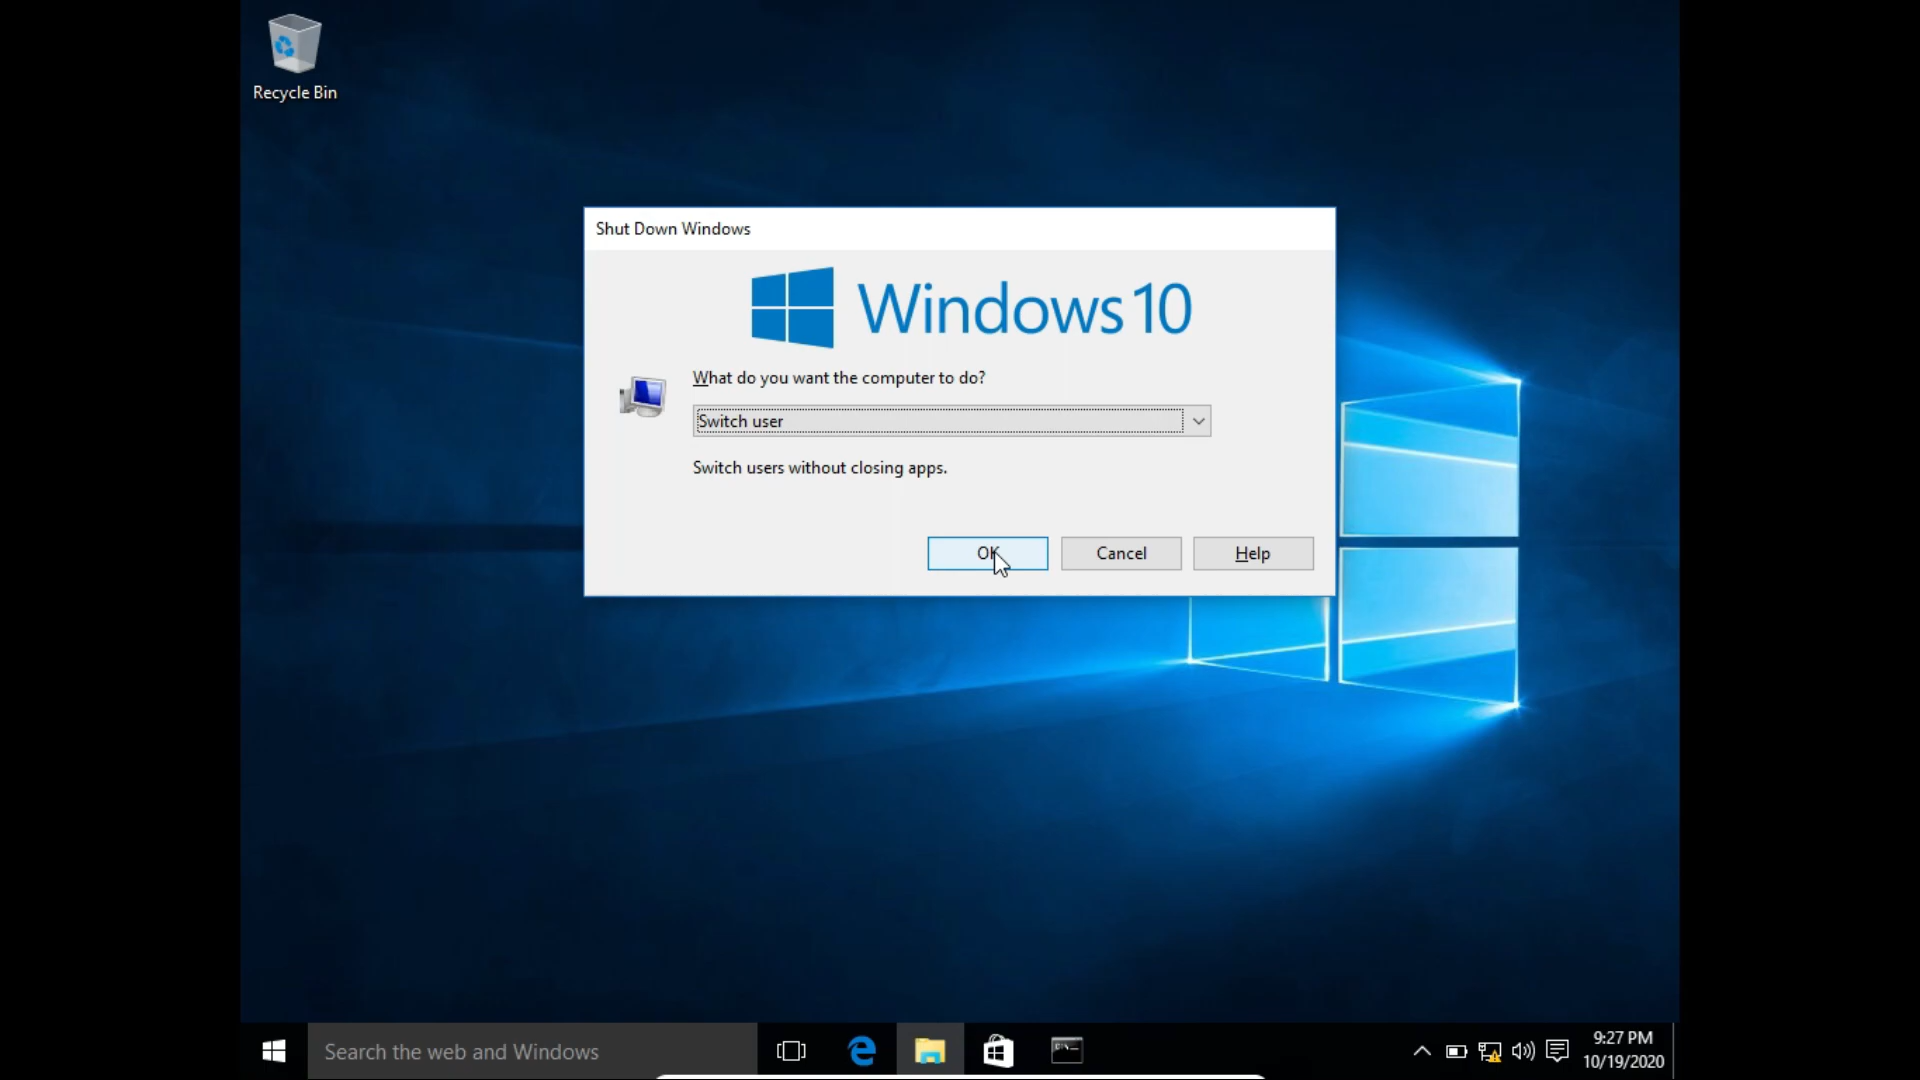 Recycle Bin
Shut Down Windows
Windows 10
What do you want the computer to do?
Switch user
Switch users without closing apps.
OK
Cancel
Help
Search the web and Windows
9:27 PM
10/19/2020